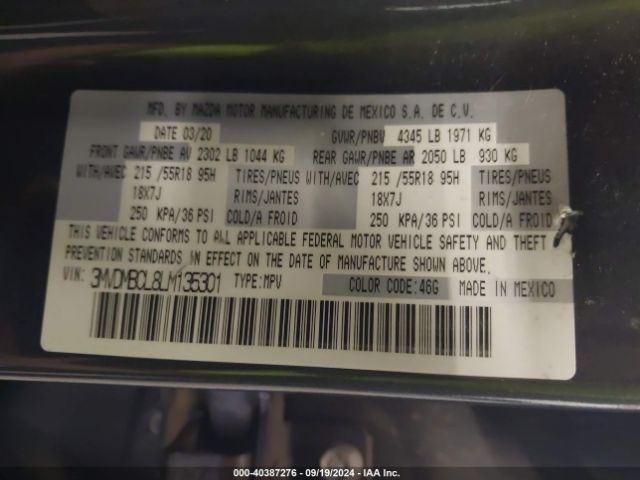 MFD. BY MAZDA MOTOR MANUFACTURING DE MEXICO S.A. DE C.V.
DATE 03/20 GVWR/PNBV 4345 LB 1971 KG
FRONT GAWR/PNBE AV 2302 LB 1044 KG REAR GAWR/PNBE AR 2050 LB 930 KG
WITH/AVEC 215 /55R18 95H TIRES/PNEUS WITH/AVEC 215 /55R18 95H TIRES/PNEUS
18X7J RIMS/JANTES 18X7J RIMS/JANTES
250 KPA/36 PSI COLD/A FROID 250 KPA/36 PSI COLD/A FROID
THIS VEHICLE CONFORMS TO ALL APPLICABLE FEDERAL MOTOR VEHICLE SAFETY AND THEFT
PREVENTION STANDARDS IN EFFECT ON THE DATE OF MANUFACTURE SHOWN ABOVE.
VIN: 3MVDMBCL8LM135301 TYPE:MPV COLOR CODE:46G MADE IN MEXICO
000-40387276 - 09/19/2024 - IAA Inc.